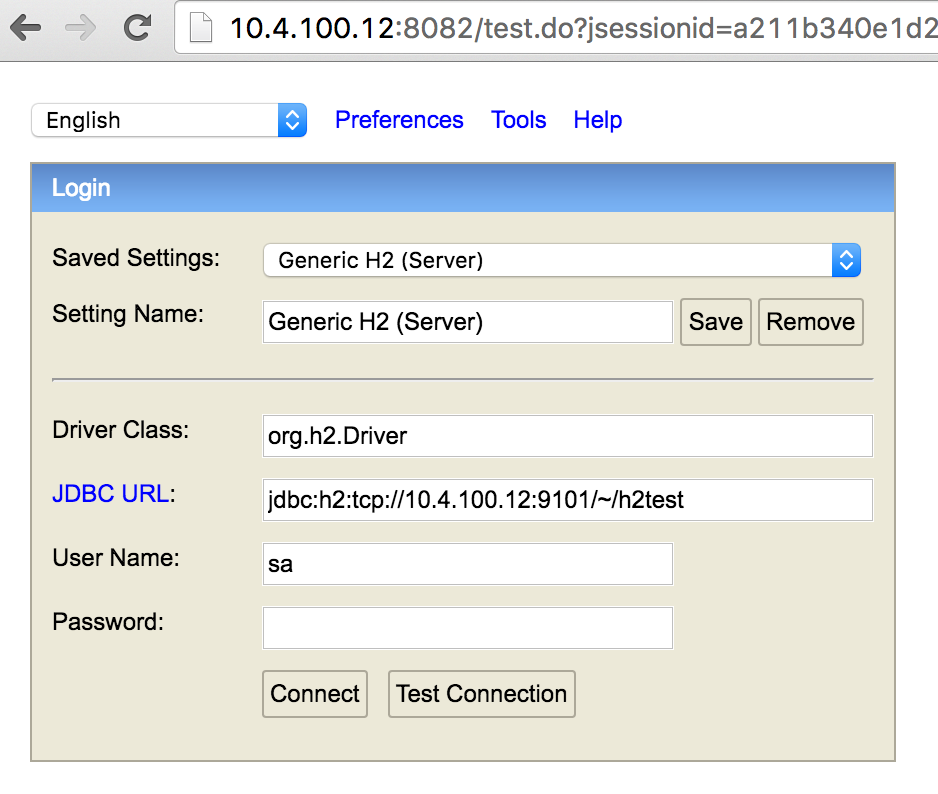 10.4.100.12:8082/test.do?jsessionid=a211b340e1d2
English Preferences Tools Help
Login
Saved Settings: Generic H2 (Server)
Setting Name: Generic H2 (Server) Save Remove
Driver Class: org.h2.Driver
JDBC URL: jdbc:h2:tcp://10.4.100.12:9101/~/h2test
User Name: sa
Password:
Connect Test Connection